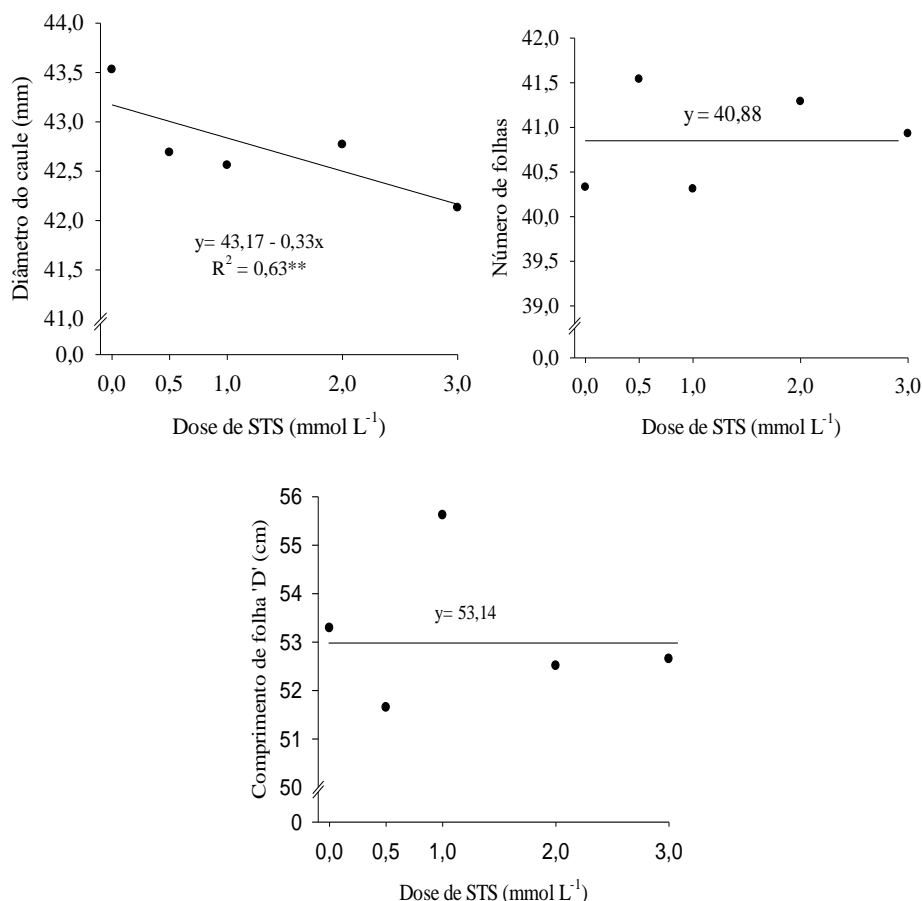 44,0
43,5
43,0
42,5
42,0
41,5
41,0
0,0
Diâmetro do caule (mm)
y= 43,17 - 0,33x
R² = 0,63**
0,0 0,5 1,0 2,0 3,0
Dose de STS (mmol L⁻¹)
42,0
41,5
41,0
40,5
40,0
39,5
39,0
0,0
Número de folhas
y = 40,88
0,0 0,5 1,0 2,0 3,0
Dose de STS (mmol L⁻¹)
56
55
54
53
52
51
50
0
Comprimento de folha 'D' (cm)
y= 53,14
0,0 0,5 1,0 2,0 3,0
Dose de STS (mmol L⁻¹)